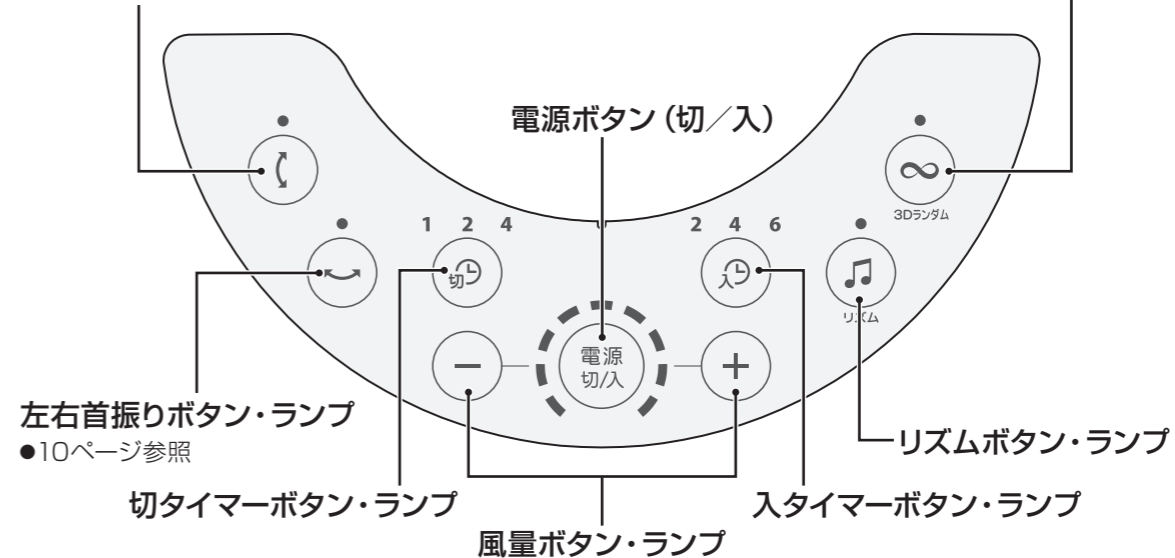 電源ボタン（切／入）
3Dランダム
1 2 4
2 4 6
切
入
リズム
電源
切/入
－
＋
左右首振りボタン・ランプ
●10ページ参照
リズムボタン・ランプ
切タイマーボタン・ランプ
入タイマーボタン・ランプ
風量ボタン・ランプ